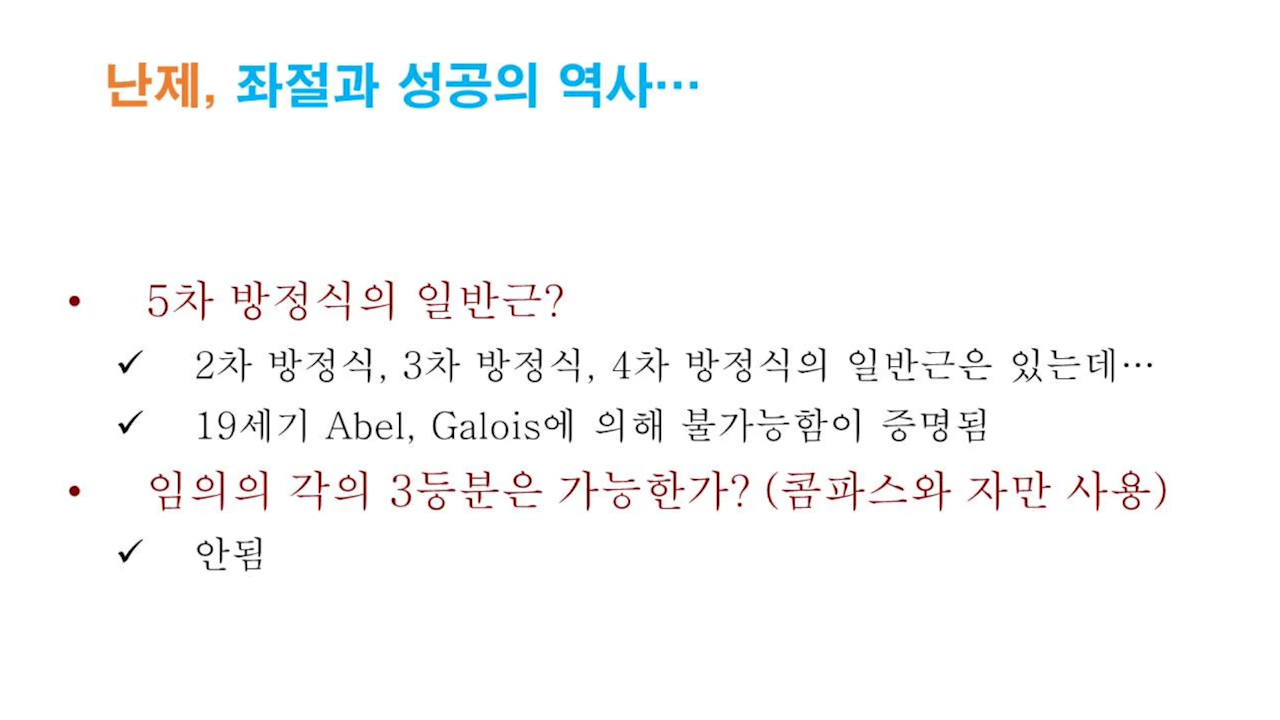 난제, 좌절과 성공의 역사…
• 5차 방정식의 일반근?
✓ 2차 방정식, 3차 방정식, 4차 방정식의 일반근은 있는데…
✓ 19세기 Abel, Galois에 의해 불가능함이 증명됨
• 임의의 각의 3등분은 가능한가? (콤파스와 자만 사용)
✓ 안됨